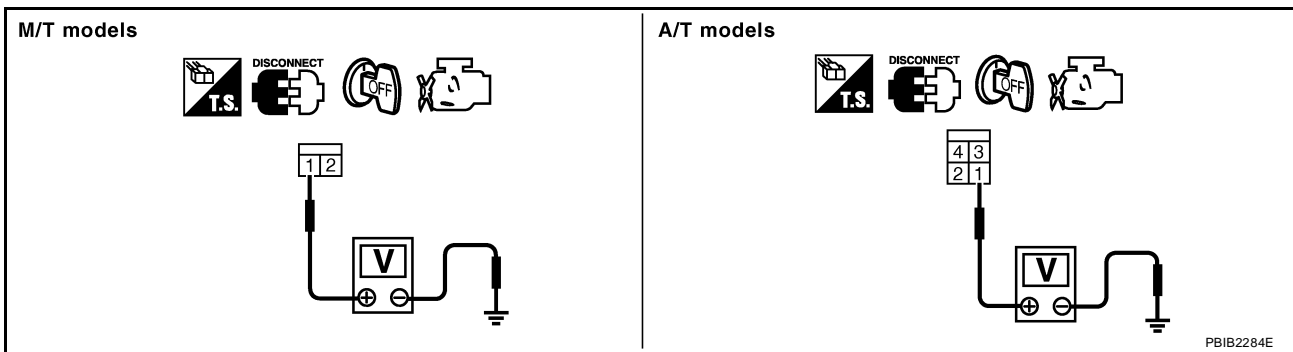 M/T models
T.S.
DISCONNECT
OFF
1 2
V
+ −
A/T models
T.S.
DISCONNECT
OFF
4 3
2 1
V
+ −
PBIB2284E